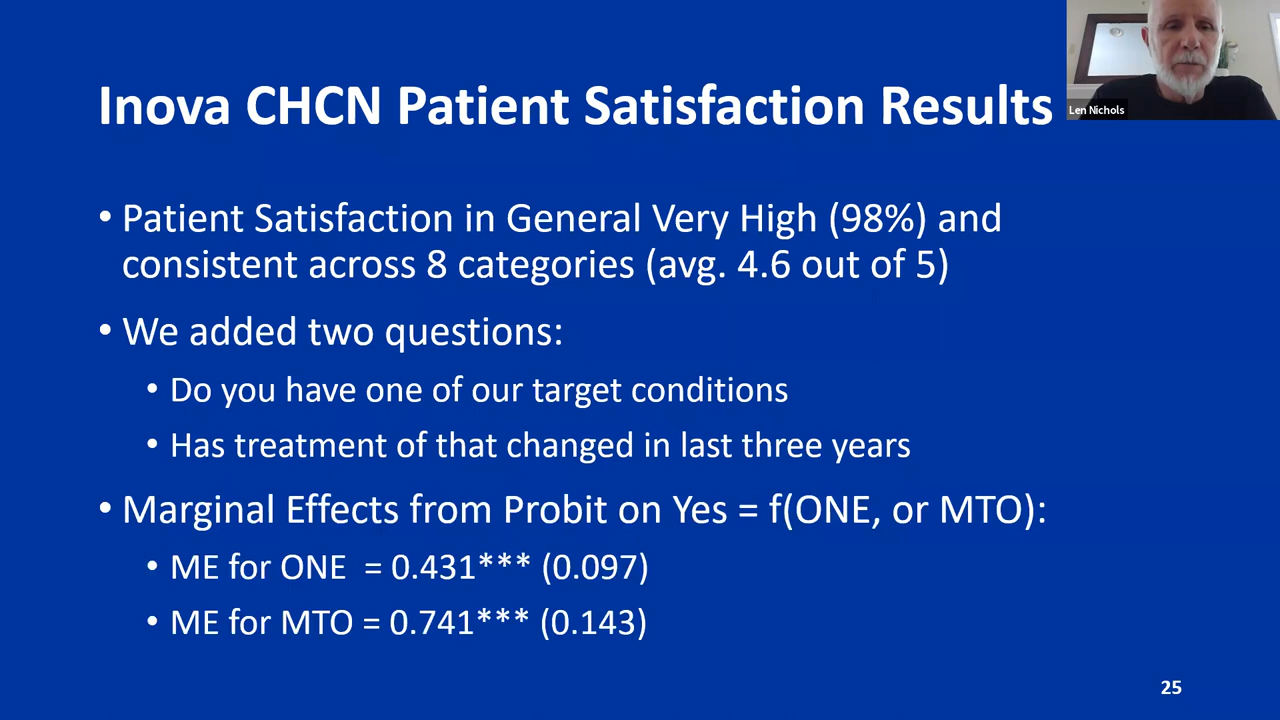 Inova CHCN Patient Satisfaction Results
Len Nichols
• Patient Satisfaction in General Very High (98%) and
consistent across 8 categories (avg. 4.6 out of 5)
• We added two questions:
• Do you have one of our target conditions
• Has treatment of that changed in last three years
• Marginal Effects from Probit on Yes = f(ONE, or MTO):
• ME for ONE = 0.431*** (0.097)
• ME for MTO = 0.741*** (0.143)
25